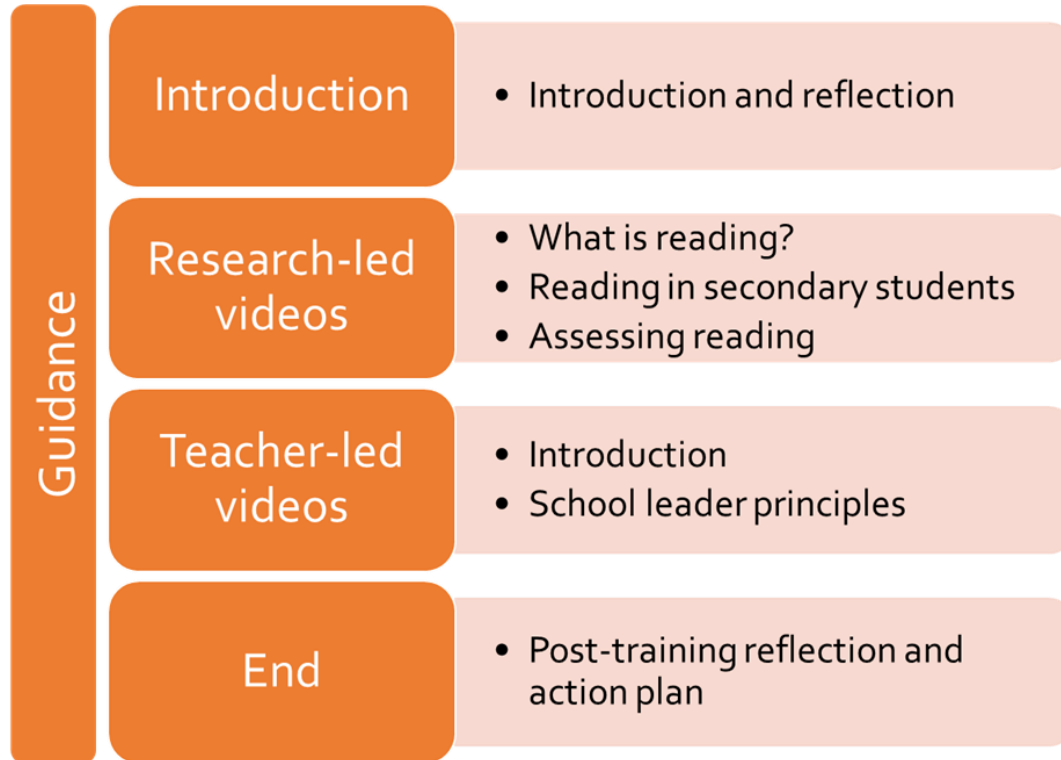 Guidance
Introduction
• Introduction and reflection
Research-led
videos
• What is reading?
• Reading in secondary students
• Assessing reading
Teacher-led
videos
• Introduction
• School leader principles
End
• Post-training reflection and
action plan